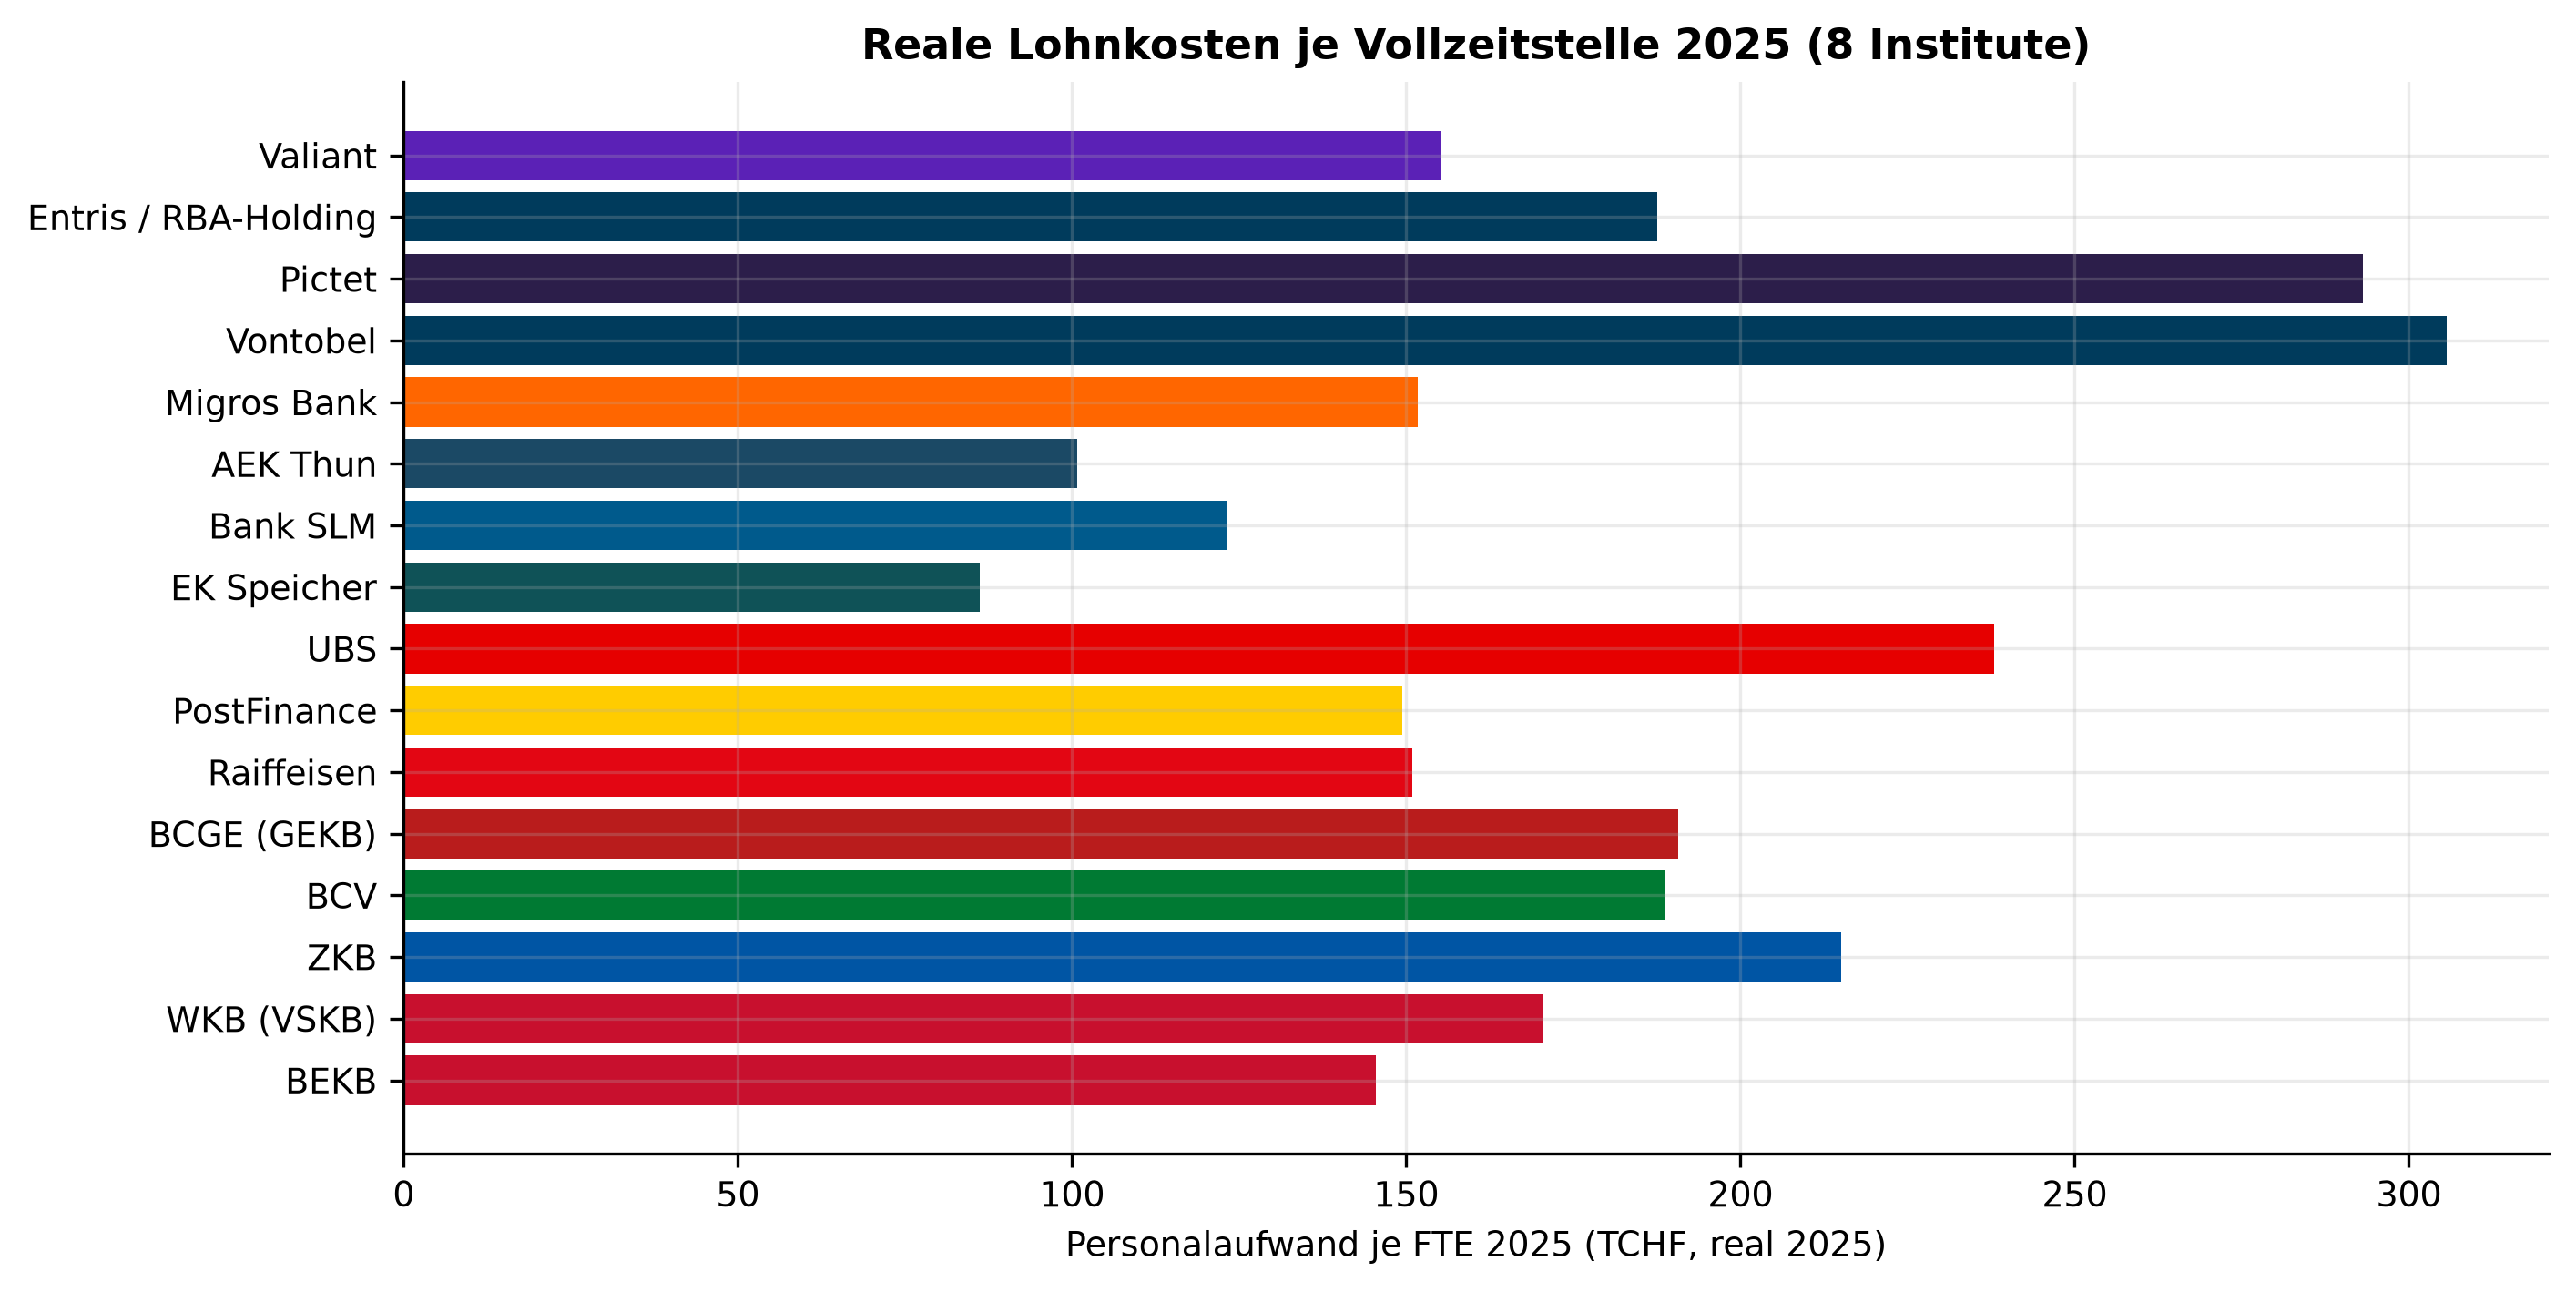 Reale Lohnkosten je Vollzeitstelle 2025 (8 Institute)
Valiant
Entris / RBA-Holding
Pictet
Vontobel
Migros Bank
AEK Thun
Bank SLM
EK Speicher
UBS
PostFinance
Raiffeisen
BCGE (GEKB)
BCV
ZKB
WKB (VSKB)
BEKB
0 50 100 150 200 250 300
Personalaufwand je FTE 2025 (TCHF, real 2025)